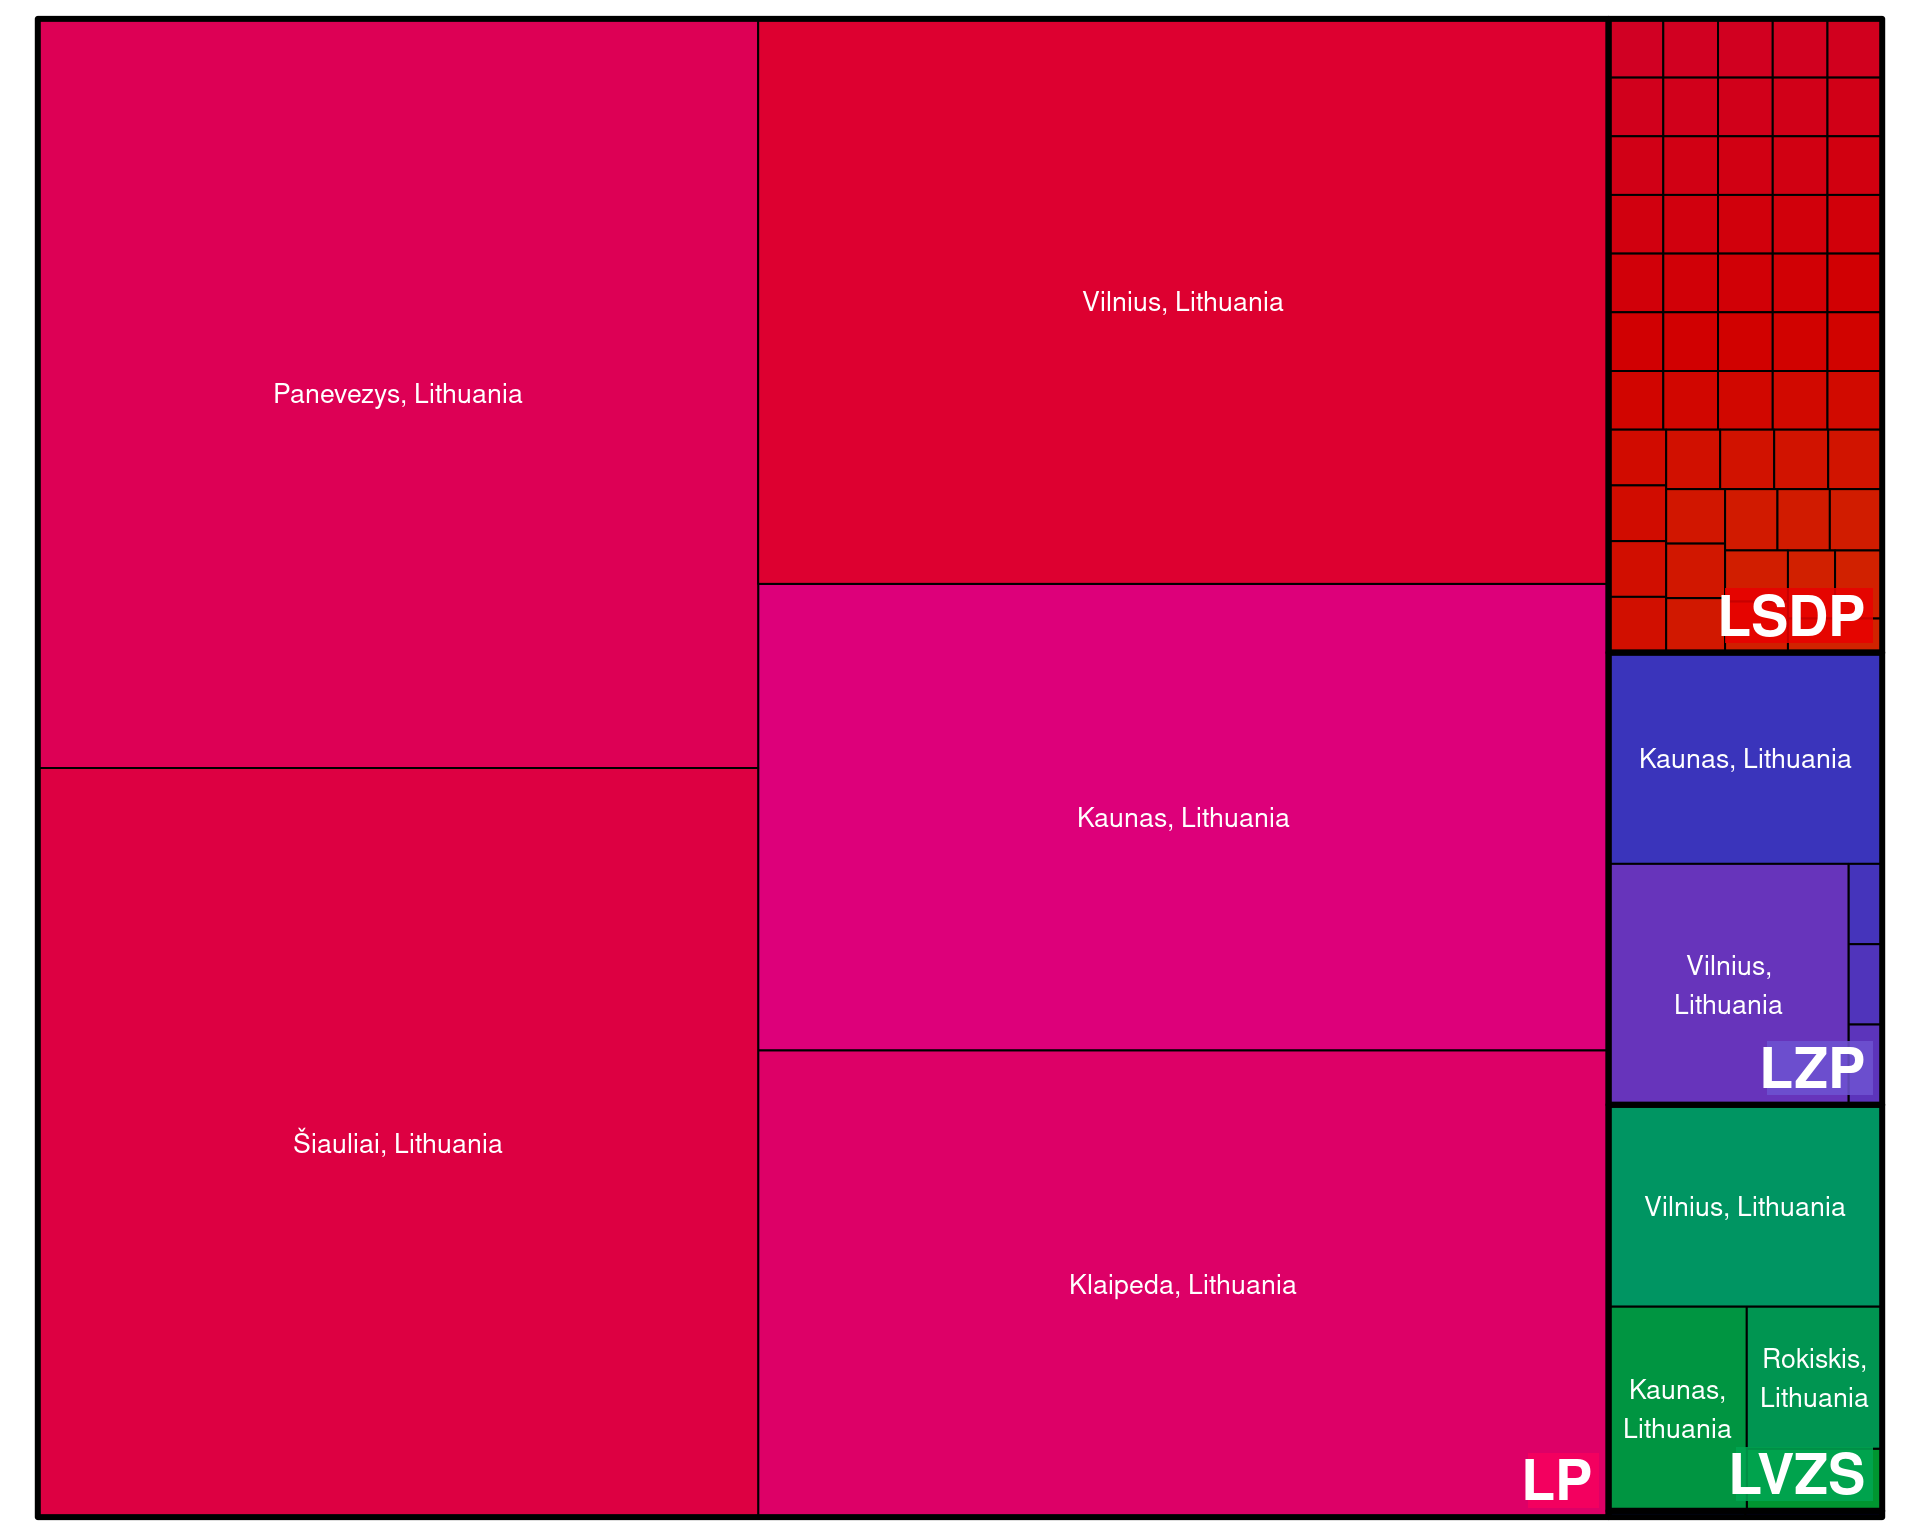 Panevezys, Lithuania
Šiauliai, Lithuania
Vilnius, Lithuania
Kaunas, Lithuania
Klaipeda, Lithuania
LP
LSDP
Kaunas, Lithuania
Vilnius,
Lithuania
LZP
Vilnius, Lithuania
Kaunas,
Lithuania
Rokiskis,
Lithuania
LVZS